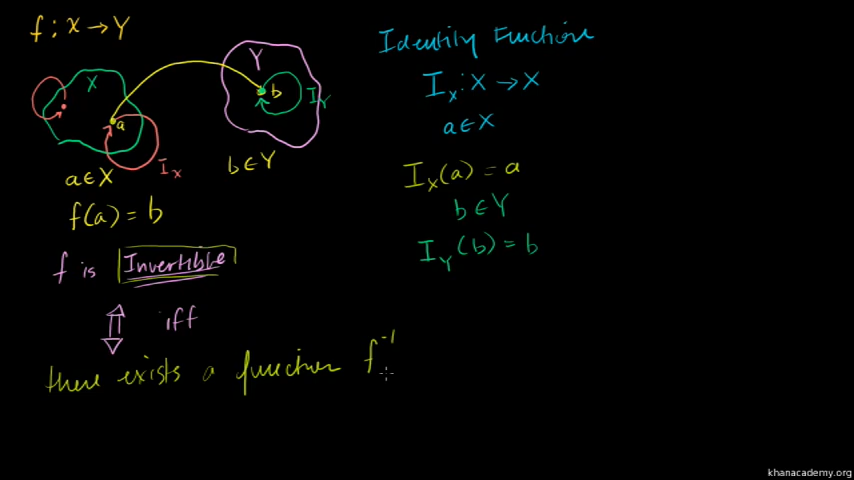 f : X → Y
X
a
Y
b
I_Y
I_X
a ∈ X
b ∈ Y
f(a) = b
f is Invertible
iff
there exists a function f⁻¹
Identity Function
I_X : X → X
a ∈ X
I_X(a) = a
b ∈ Y
I_Y(b) = b
khanacademy.org